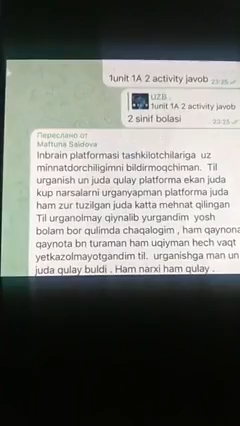 1unit 1A 2 activity javob
23:25
UZB
1unit 1A 2 activity javob
2 sinif bolasi
23:25
Переслано от
Maftuna Saidova
Inbrain platformasi tashkilotchilariga uz
minnatdorchiligimni bildirmoqchiman. Til
urganish un juda qulay platforma ekan juda
kup narsalarni urganyapman platforma juda
ham zur tuzilgan juda katta mehnat qilingan
Til urganolmay qiynalib yurgandim yosh
bolam bor qulimda chaqalogim , ham qaynona
qaynota bn turaman ham uqiyman hech vaqt
yetkazolmayotgandim til. urganishga man un
juda qulay buldi . Ham narxi ham qulay .